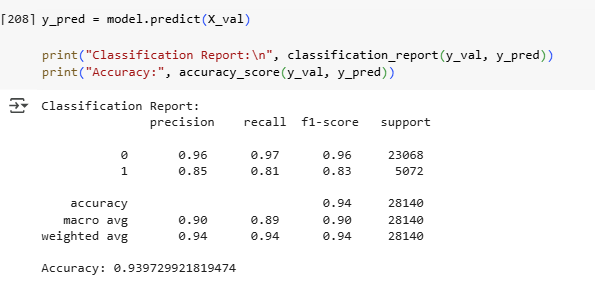 [208] y_pred = model.predict(X_val)
print("Classification Report:\n", classification_report(y_val, y_pred))
print("Accuracy:", accuracy_score(y_val, y_pred))
Classification Report:
precision recall f1-score support
0 0.96 0.97 0.96 23068
1 0.85 0.81 0.83 5072
accuracy 0.94 28140
macro avg 0.90 0.89 0.90 28140
weighted avg 0.94 0.94 0.94 28140
Accuracy: 0.939729921819474